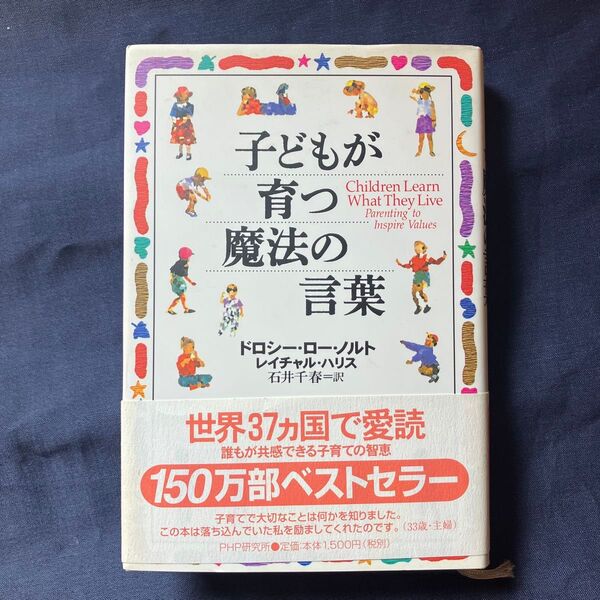 子どもが
育つ
魔法の
言葉
Children Learn
What They Live
Parenting to
Inspire Values
ドロシー・ロー・ノルト
レイチャル・ハリス
石井千春=訳
世界37ヵ国で愛読
誰もが共感できる子育ての智恵
150万部ベストセラー
子育てで大切なことは何かを知りました。
この本は落ち込んでいた私を励ましてくれたのです。(33歳・主婦)
PHP研究所●定価:本体1,500円(税別)